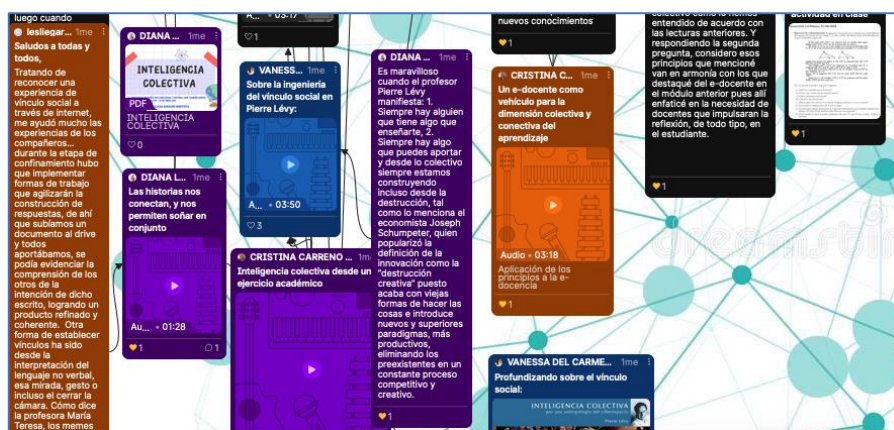 luego cuando
lesliegar... 1me
Saludos a todas y
todos,
Tratando de
reconocer una
experiencia de
vínculo social a
través de internet,
me ayudó mucho las
experiencias de los
compañeros...
durante la etapa de
confinamiento hubo
que implementar
formas de trabajo
que agilizarán la
construcción de
respuestas, de ahí
que subíamos un
documento al drive
y todos
aportábamos, se
podía evidenciar la
comprensión de los
otros de la
intención de dicho
escrito, logrando un
producto refinado y
coherente. Otra
forma de establecer
vínculos ha sido
desde la
interpretación del
lenguaje no verbal,
esa mirada, gesto o
incluso el cerrar la
cámara. Cómo dice
la profesora María
Teresa, los memes
DIANA ... 1me
INTELIGENCIA
COLECTIVA
PDF
INTELIGENCIA
COLECTIVA
0
DIANA L... 1me
Las historias nos
conectan, y nos
permiten soñar en
conjunto
Au... • 01:28
1 1
A... • 03:17
1
VANESS... 1me
Sobre la ingeniería
del vínculo social en
Pierre Lévy:
A... • 03:50
3
CRISTINA CARRENO ... 1me
Inteligencia colectiva desde un
ejercicio académico
DIANA ... 1me
Es maravilloso
cuando el profesor
Pierre Lévy
manifiesta: 1.
Siempre hay alguien
que tiene algo que
enseñarte, 2.
Siempre hay algo
que puedes aportar
y desde lo colectivo
siempre estamos
construyendo
incluso desde la
destrucción, tal
como lo menciona el
economista Joseph
Schumpeter, quien
popularizó la
definición de la
innovación como la
"destrucción
creativa" puesto
acaba con viejas
formas de hacer las
cosas e introduce
nuevos y superiores
paradigmas, más
productivos,
eliminando los
preexistentes en un
constante proceso
competitivo y
creativo.
1
nuevos conocimientos
1
CRISTINA C... 1me
Un e-docente como
vehículo para la
dimensión colectiva y
conectiva del
aprendizaje
Audio • 03:18
Aplicación de los
principios a la e-
docencia
1
VANESSA DEL CARME... 1me
Profundizando sobre el vínculo
social:
INTELIGENCIA COLECTIVA
por una antropología del ciberespacio
Pierre Lévy
colectivo como lo hemos
entendido de acuerdo con
las lecturas anteriores. Y
respondiendo la segunda
pregunta, considero esos
principios que mencioné
van en armonía con los que
destaqué del e-docente en
el módulo anterior pues allí
enfaticé en la necesidad de
docentes que impulsaran la
reflexión, de todo tipo, en
el estudiante.
1
actividad en clase
1
dreamstim